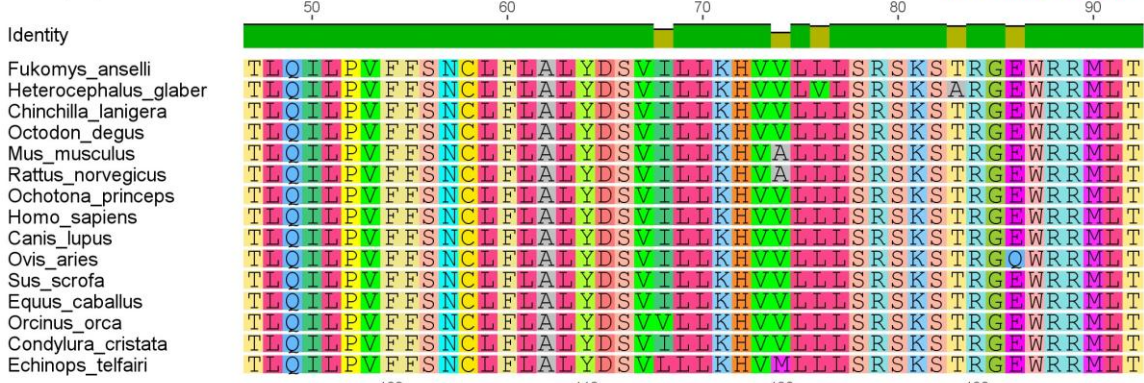 50 60 70 80 90
Identity
Fukomys_anselli TLQILPVFFSNCLFLALYDSVILLKHVVLLLSRSKSTRGEWRRMLT
Heterocephalus_glaber TLQILPVFFSNCLFLALYDSVILLKHVVLVLSRSKSARGEWRRMLT
Chinchilla_lanigera TLQILPVFFSNCLFLALYDSVILLKHVVLLLSRSKSTRGEWRRMLT
Octodon_degus TLQILPVFFSNCLFLALYDSVILLKHVVLLLSRSKSTRGEWRRMLT
Mus_musculus TLQILPVFFSNCLFLALYDSVILLKHVALLLSRSKSTRGEWRRMLT
Rattus_norvegicus TLQILPVFFSNCLFLALYDSVILLKHVALLLSRSKSTRGEWRRMLT
Ochotona_princeps TLQILPVFFSNCLFLALYDSVILLKHVVLLLSRSKSTRGEWRRMLT
Homo_sapiens TLQILPVFFSNCLFLALYDSVILLKHVVLLLSRSKSTRGEWRRMLT
Canis_lupus TLQILPVFFSNCLFLALYDSVILLKHVVLLLSRSKSTRGEWRRMLT
Ovis_aries TLQILPVFFSNCLFLALYDSVILLKHVVLLLSRSKSTRGQWRRMLT
Sus_scrofa TLQILPVFFSNCLFLALYDSVILLKHVVLLLSRSKSTRGEWRRMLT
Equus_caballus TLQILPVFFSNCLFLALYDSVILLKHVVLLLSRSKSTRGEWRRMLT
Orcinus_orca TLQILPVFFSNCLFLALYDSVVLLKHVVLLLSRSKSTRGEWRRMLT
Condylura_cristata TLQILPVFFSNCLFLALYDSVILLKHVVLLLSRSKSTRGEWRRMLT
Echinops_telfairi TLQILPVFFSNCLFLALYDSVLLLKHVMLLLSRSKSTRGEWRRMLT